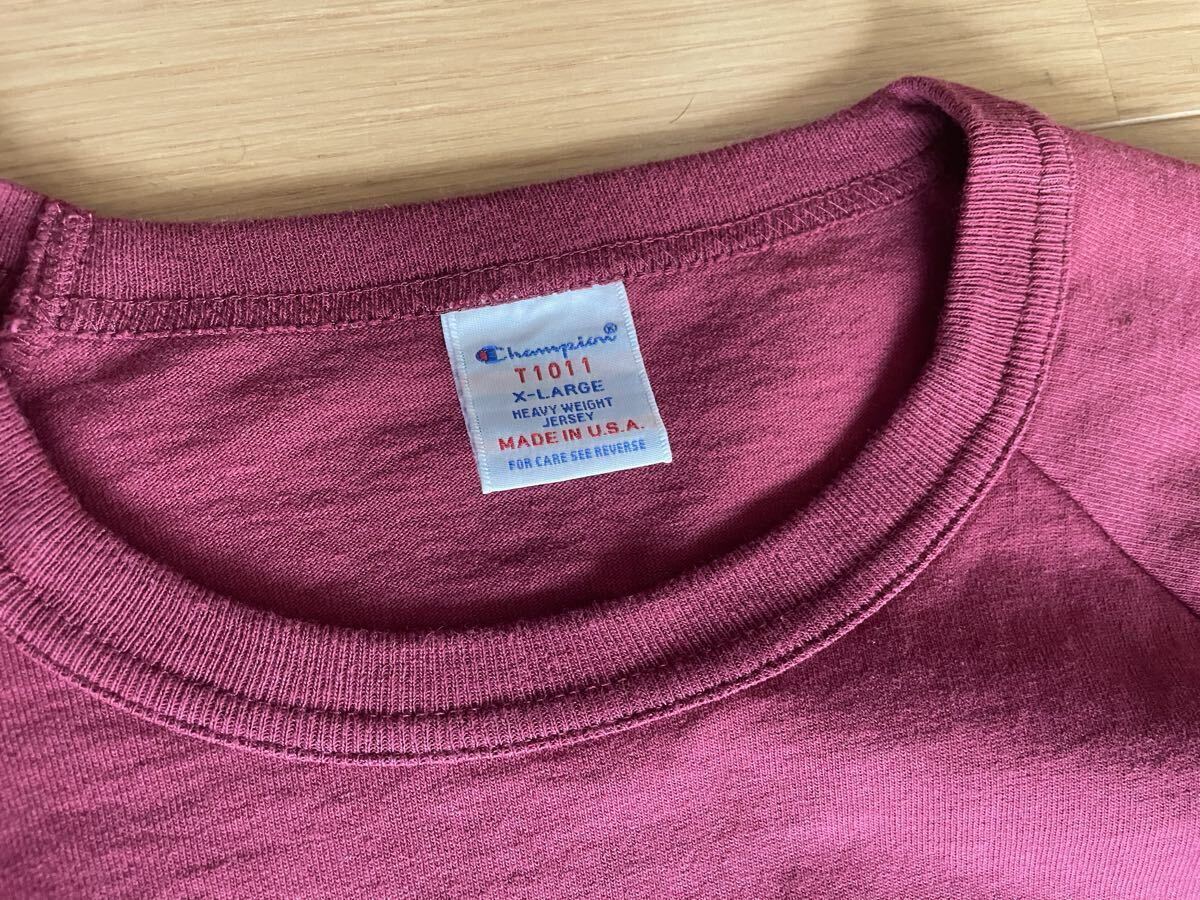 Champion®
T1011
X-LARGE
HEAVY WEIGHT
JERSEY
MADE IN U.S.A.
FOR CARE SEE REVERSE